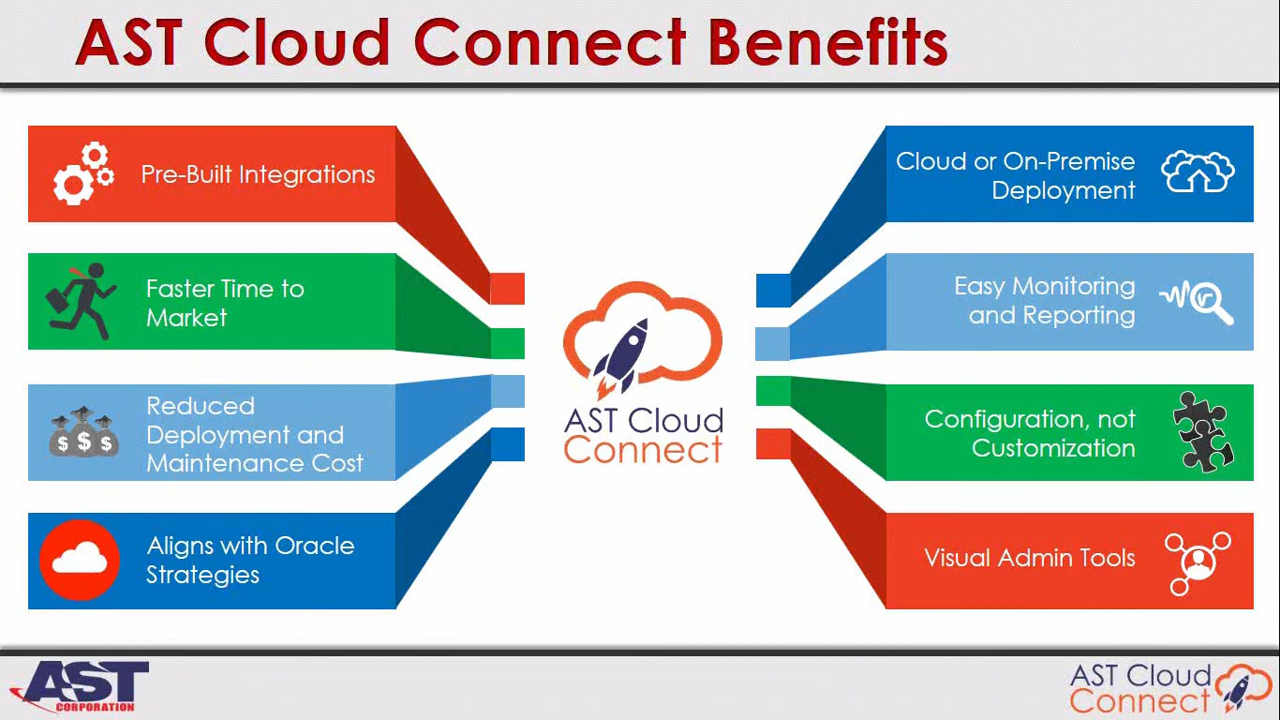 AST Cloud Connect Benefits
Pre-Built Integrations
Faster Time to
Market
Reduced
Deployment and
Maintenance Cost
$ $ $
Aligns with Oracle
Strategies
AST Cloud
Connect
Cloud or On-Premise
Deployment
Easy Monitoring
and Reporting
Configuration, not
Customization
Visual Admin Tools
AST
CORPORATION
AST Cloud
Connect